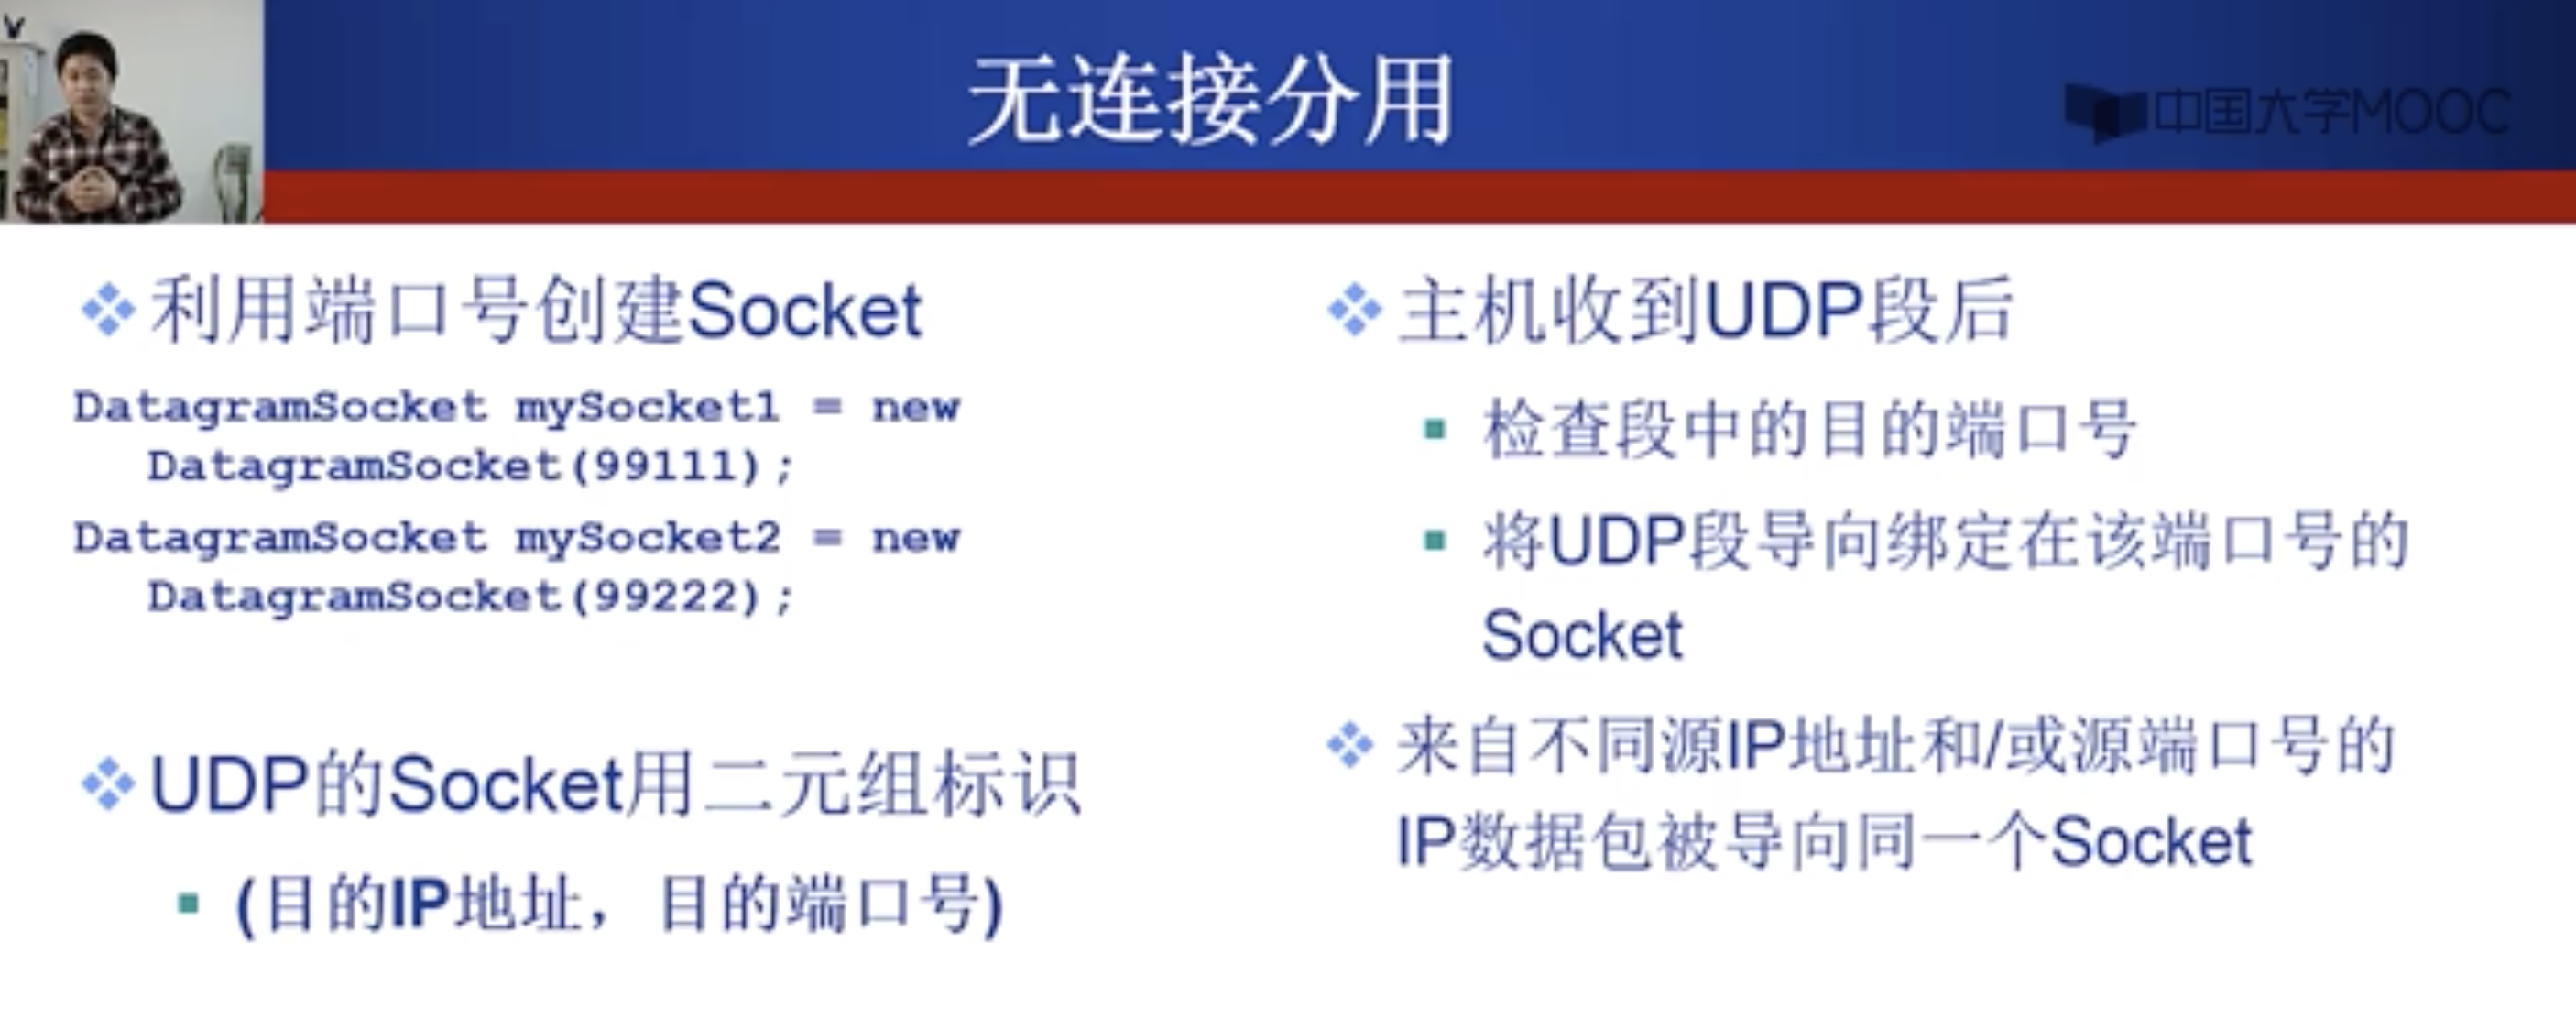 无连接分用
中国大学MOOC
利用端口号创建Socket
DatagramSocket mySocket1 = new
DatagramSocket(99111);
DatagramSocket mySocket2 = new
DatagramSocket(99222);
UDP的Socket用二元组标识
(目的IP地址，目的端口号)
主机收到UDP段后
检查段中的目的端口号
将UDP段导向绑定在该端口号的
Socket
来自不同源IP地址和/或源端口号的
IP数据包被导向同一个Socket